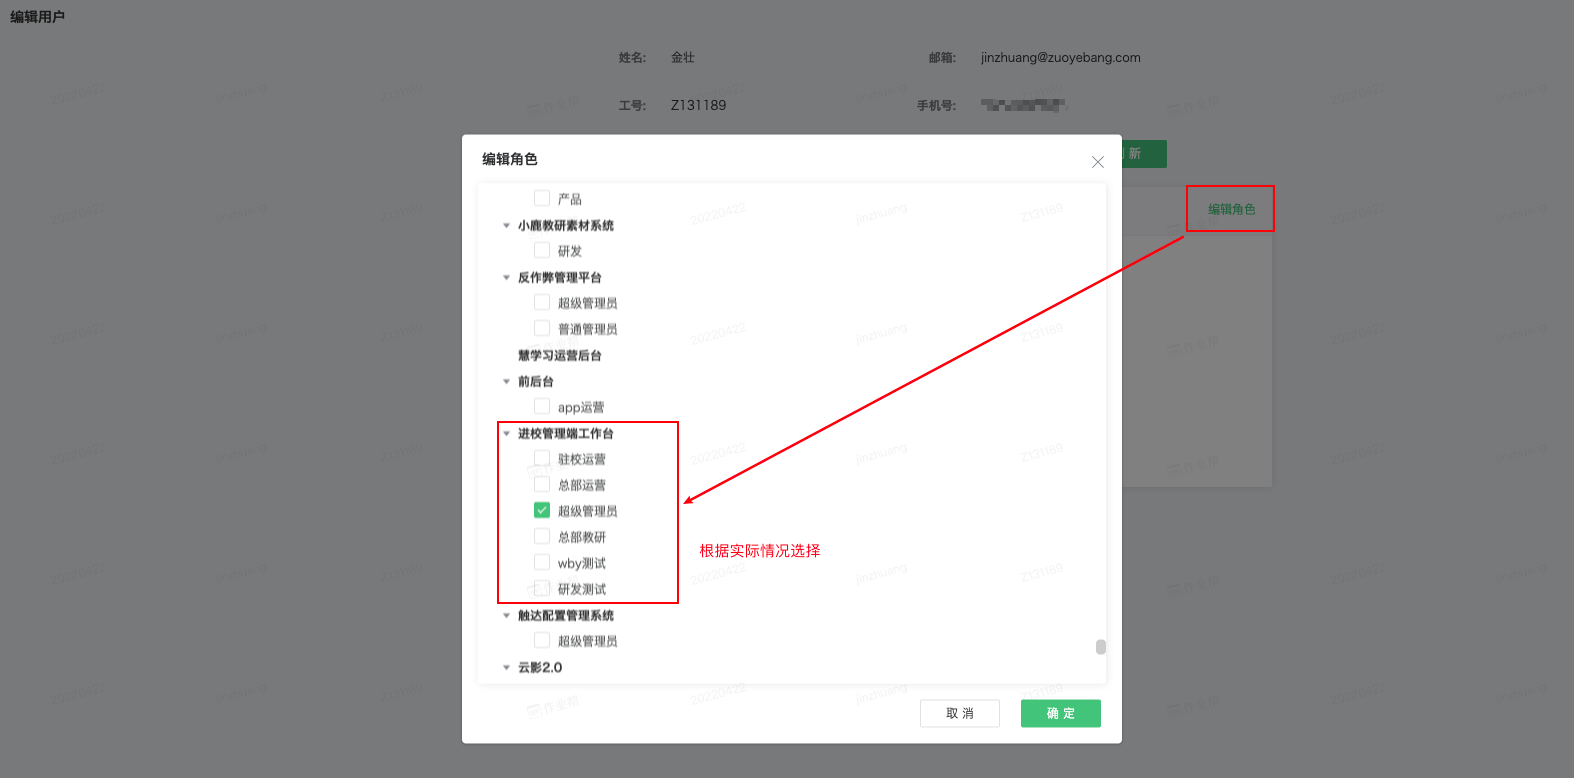 编辑用户
姓名: 金壮 邮箱: jinzhuang@zuoyebang.com
工号: Z131189 手机号:
编辑角色
新
编辑角色
产品
小鹿教研素材系统
研发
反作弊管理平台
超级管理员
普通管理员
慧学习运营后台
前后台
app运营
进校管理端工作台
驻校运营
总部运营
超级管理员
总部教研
wby测试
研发测试
根据实际情况选择
触达配置管理系统
超级管理员
云影2.0
取 消 确 定
20220422 jinzhuang Z131189 作业帮